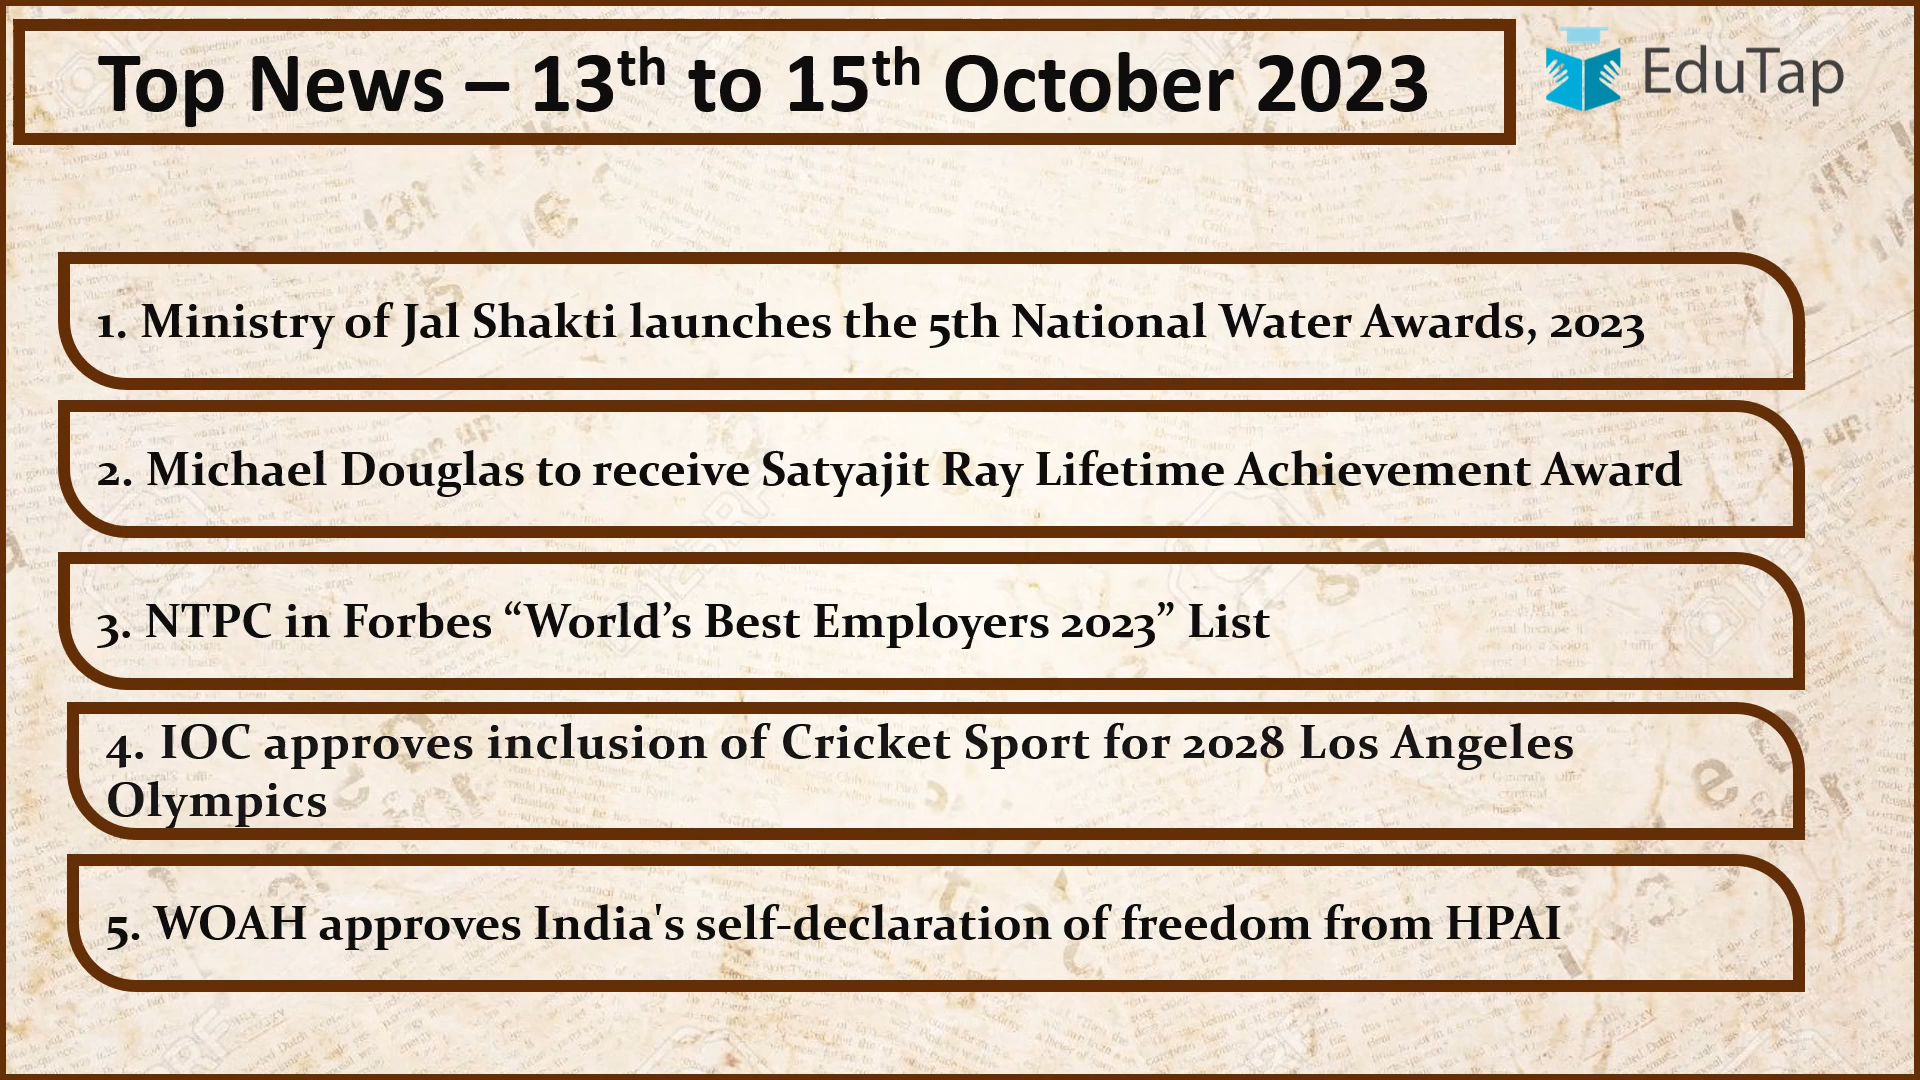 Top News – 13th to 15th October 2023
EduTap
1. Ministry of Jal Shakti launches the 5th National Water Awards, 2023
2. Michael Douglas to receive Satyajit Ray Lifetime Achievement Award
3. NTPC in Forbes “World’s Best Employers 2023” List
4. IOC approves inclusion of Cricket Sport for 2028 Los Angeles
Olympics
5. WOAH approves India's self-declaration of freedom from HPAI